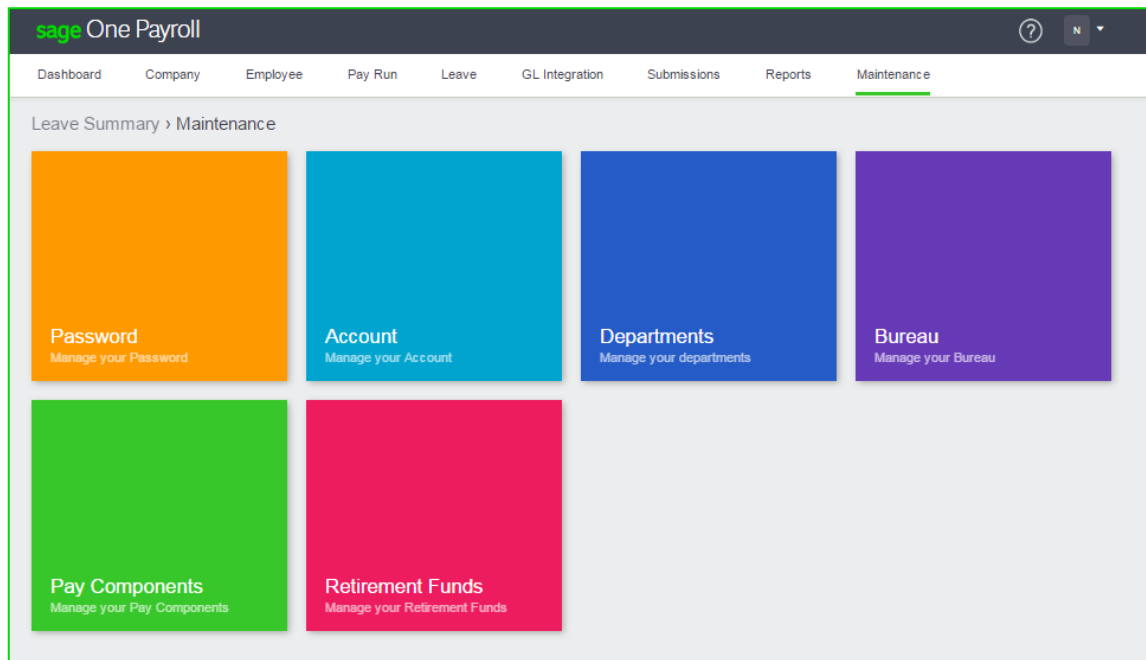 sage One Payroll
? N
Dashboard Company Employee Pay Run Leave GL Integration Submissions Reports Maintenance
Leave Summary › Maintenance
Password
Manage your Password
Account
Manage your Account
Departments
Manage your departments
Bureau
Manage your Bureau
Pay Components
Manage your Pay Components
Retirement Funds
Manage your Retirement Funds